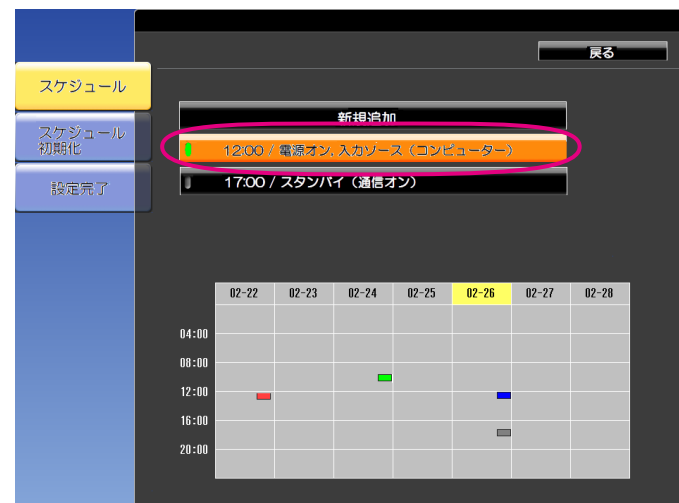 戻る
スケジュール
スケジュール
初期化
設定完了
新規追加
12:00 / 電源オン, 入力ソース（コンピューター）
17:00 / スタンバイ（通信オン）
02-22 02-23 02-24 02-25 02-26 02-27 02-28
04:00
08:00
12:00
16:00
20:00